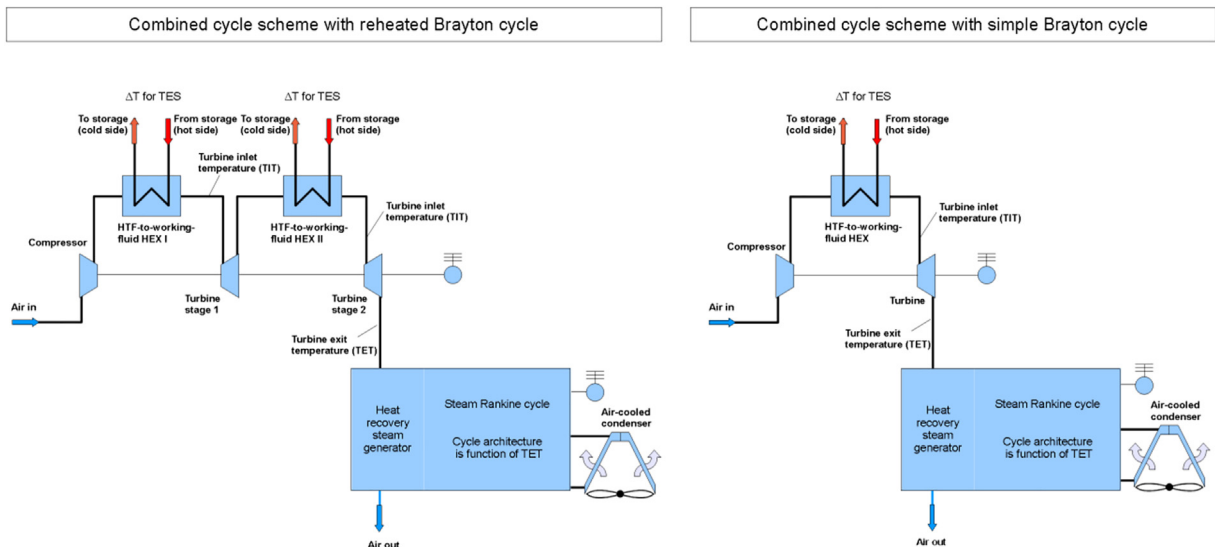 Combined cycle scheme with reheated Brayton cycle
ΔT for TES
To storage
(cold side)
From storage
(hot side)
ΔT for TES
To storage
(cold side)
From storage
(hot side)
Turbine inlet
temperature (TIT)
Turbine inlet
temperature (TIT)
HTF-to-working-
fluid HEX I
HTF-to-working-
fluid HEX II
Compressor
Air in
Turbine
stage 1
Turbine
stage 2
Turbine exit
temperature (TET)
Heat
recovery
steam
generator
Steam Rankine cycle
Cycle architecture
is function of TET
Air-cooled
condenser
Air out
Combined cycle scheme with simple Brayton cycle
ΔT for TES
To storage
(cold side)
From storage
(hot side)
Turbine inlet
temperature (TIT)
HTF-to-working-
fluid HEX
Compressor
Air in
Turbine
Turbine exit
temperature (TET)
Heat
recovery
steam
generator
Steam Rankine cycle
Cycle architecture
is function of TET
Air-cooled
condenser
Air out